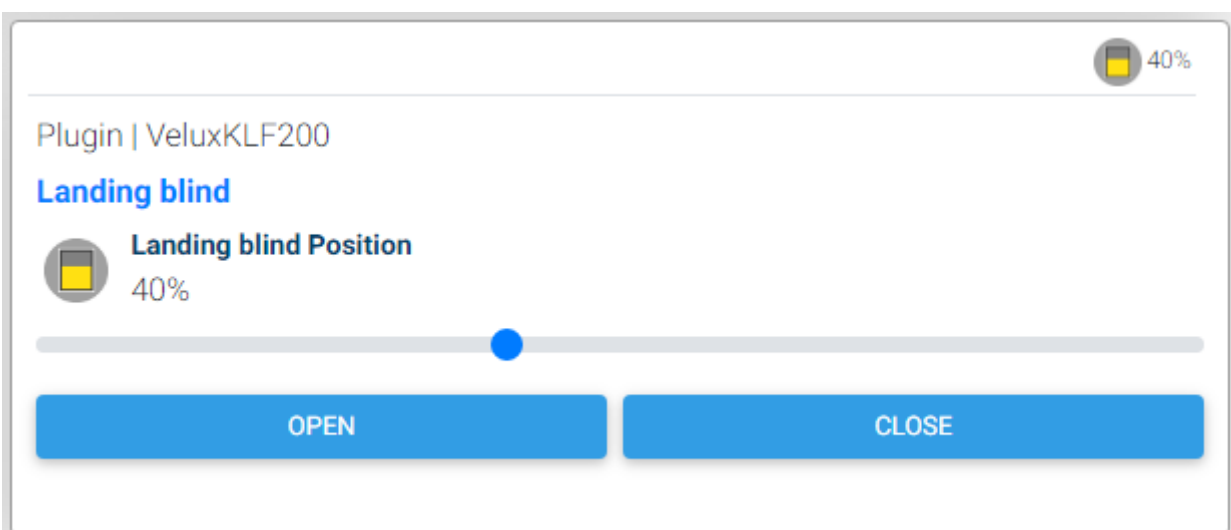 40%
Plugin | VeluxKLF200
Landing blind
Landing blind Position
40%
OPEN
CLOSE